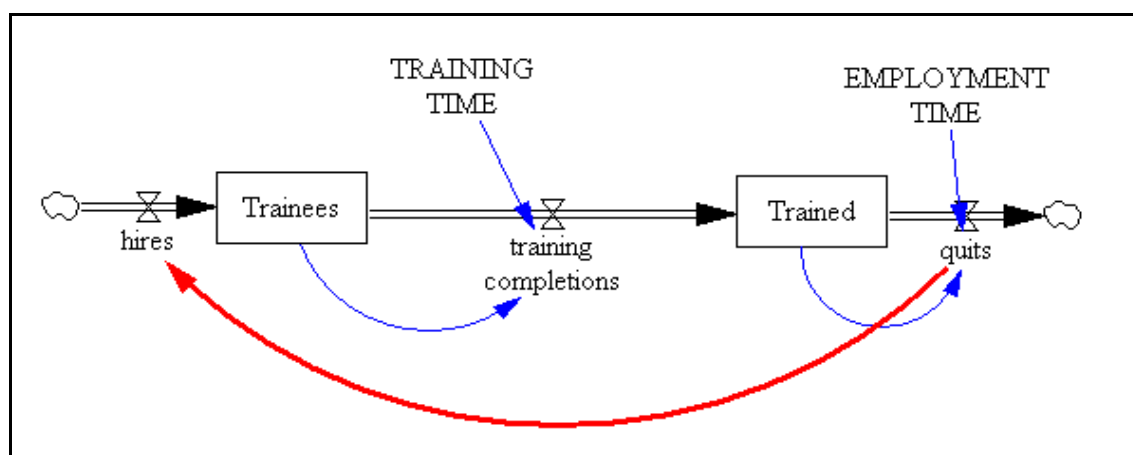 TRAINING
TIME
EMPLOYMENT
TIME
Trainees
Trained
hires
training
completions
quits